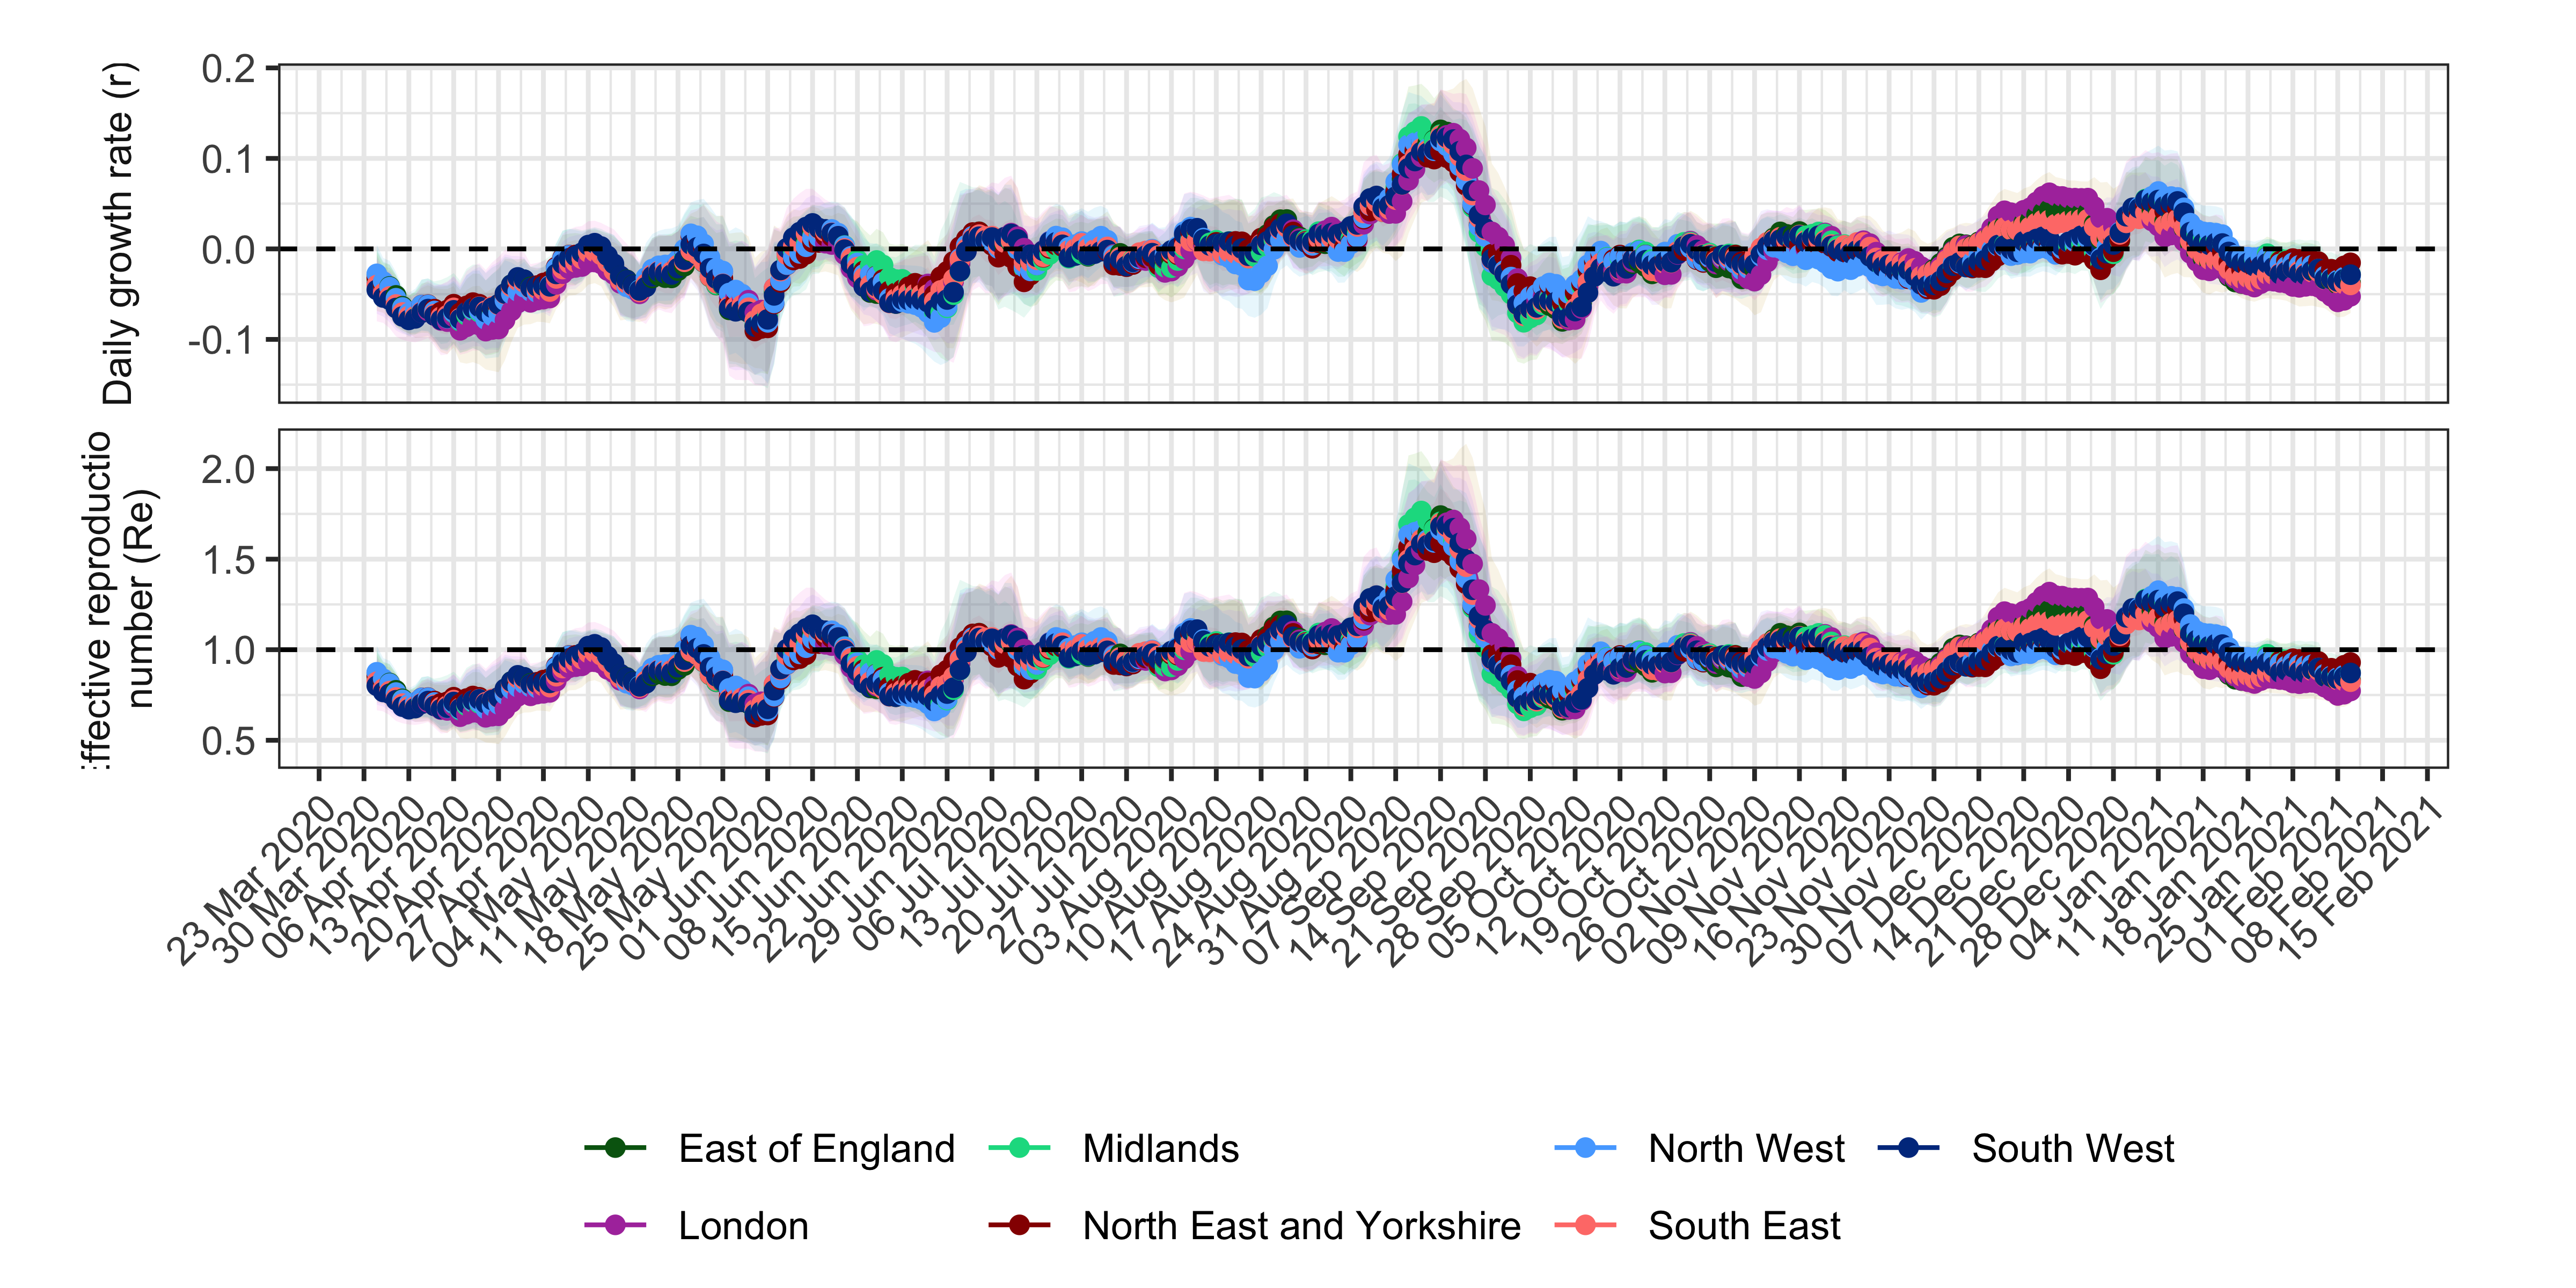 Daily growth rate (r)
0.2
0.1
0.0
-0.1
ffective reproductio
number (Re)
2.0
1.5
1.0
0.5
23 Mar 2020
30 Mar 2020
06 Apr 2020
13 Apr 2020
20 Apr 2020
27 Apr 2020
04 May 2020
11 May 2020
18 May 2020
25 May 2020
01 Jun 2020
08 Jun 2020
15 Jun 2020
22 Jun 2020
29 Jun 2020
06 Jul 2020
13 Jul 2020
20 Jul 2020
27 Jul 2020
03 Aug 2020
10 Aug 2020
17 Aug 2020
24 Aug 2020
31 Aug 2020
07 Sep 2020
14 Sep 2020
21 Sep 2020
28 Sep 2020
05 Oct 2020
12 Oct 2020
19 Oct 2020
26 Oct 2020
02 Nov 2020
09 Nov 2020
16 Nov 2020
23 Nov 2020
30 Nov 2020
07 Dec 2020
14 Dec 2020
21 Dec 2020
28 Dec 2020
04 Jan 2021
11 Jan 2021
18 Jan 2021
25 Jan 2021
01 Feb 2021
08 Feb 2021
15 Feb 2021
East of England
Midlands
North West
South West
London
North East and Yorkshire
South East